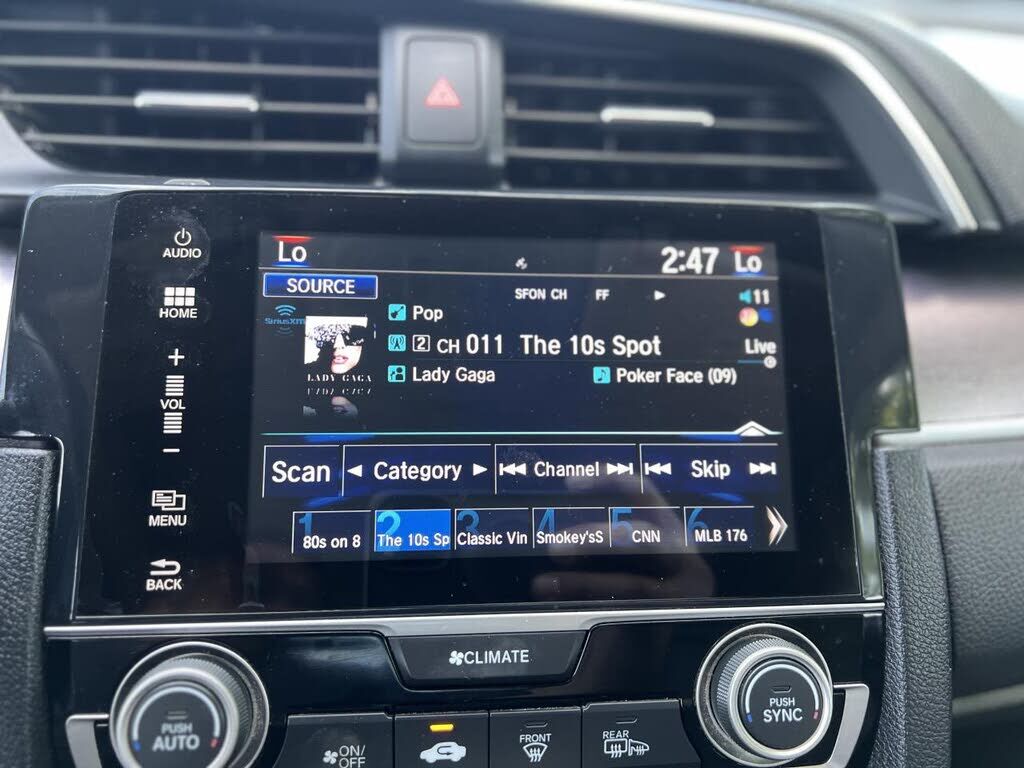 AUDIO
HOME
+
VOL
-
MENU
BACK
Lo
2:47
Lo
SOURCE
SFON CH
FF
11
SiriusXM
Pop
2 CH 011 The 10s Spot
Live
Lady Gaga
Poker Face (09)
LADY GAGA
Scan
Category
Channel
Skip
1 80s on 8
2 The 10s Sp
3 Classic Vin
4 Smokey'sS
5 CNN
6 MLB 176
CLIMATE
PUSH
AUTO
ON/
OFF
FRONT
REAR
PUSH
SYNC